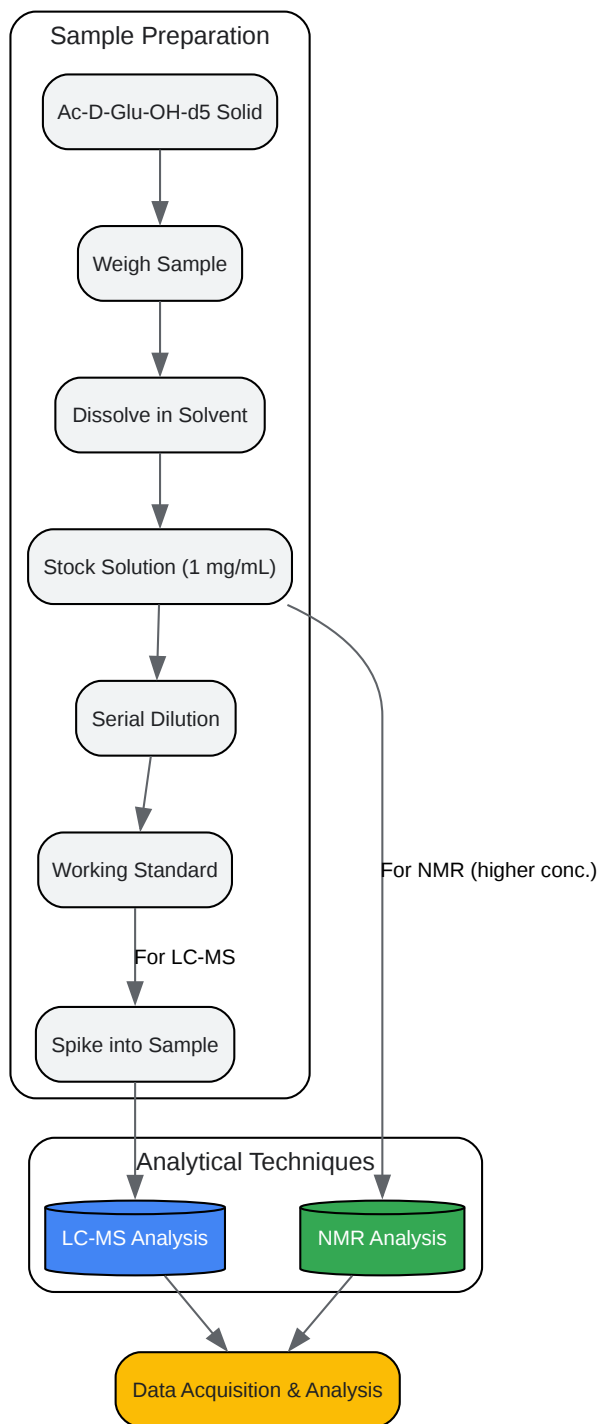 Sample Preparation
Ac-D-Glu-OH-d5 Solid
Weigh Sample
Dissolve in Solvent
Stock Solution (1 mg/mL)
Serial Dilution
Working Standard
For NMR (higher conc.)
For LC-MS
Spike into Sample
Analytical Techniques
LC-MS Analysis
NMR Analysis
Data Acquisition & Analysis